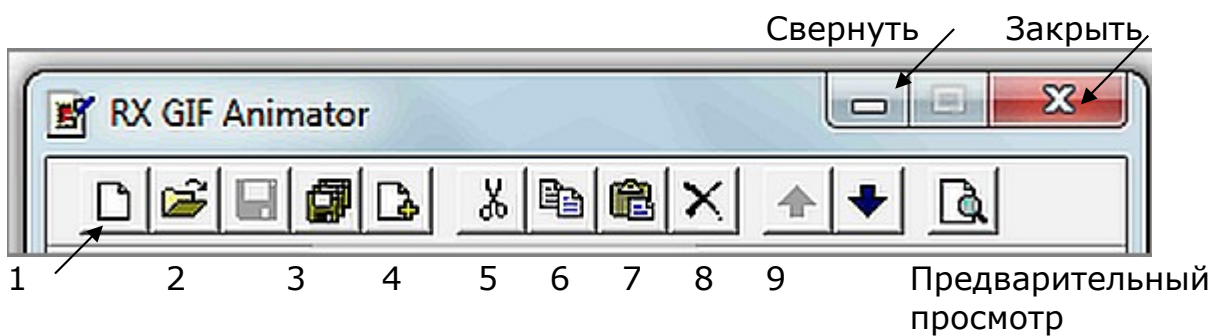 Свернуть Закрыть
RX GIF Animator
1 2 3 4 5 6 7 8 9 Предварительный
просмотр